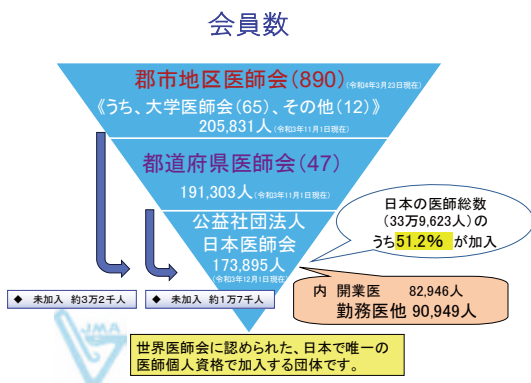 会員数
郡市地区医師会(890)(令和4年3月23日現在)
《うち、大学医師会(65)、その他(12)》
205,831人(令和3年11月1日現在)
都道府県医師会(47)
191,303人(令和3年11月1日現在)
公益社団法人
日本医師会
173,895人
(令和3年12月1日現在)
日本の医師総数
(33万9,623人)の
うち51.2% が加入
◆ 未加入 約3万2千人
◆ 未加入 約1万7千人
内 開業医 82,946人
勤務医他 90,949人
JMA
世界医師会に認められた、日本で唯一の
医師個人資格で加入する団体です。